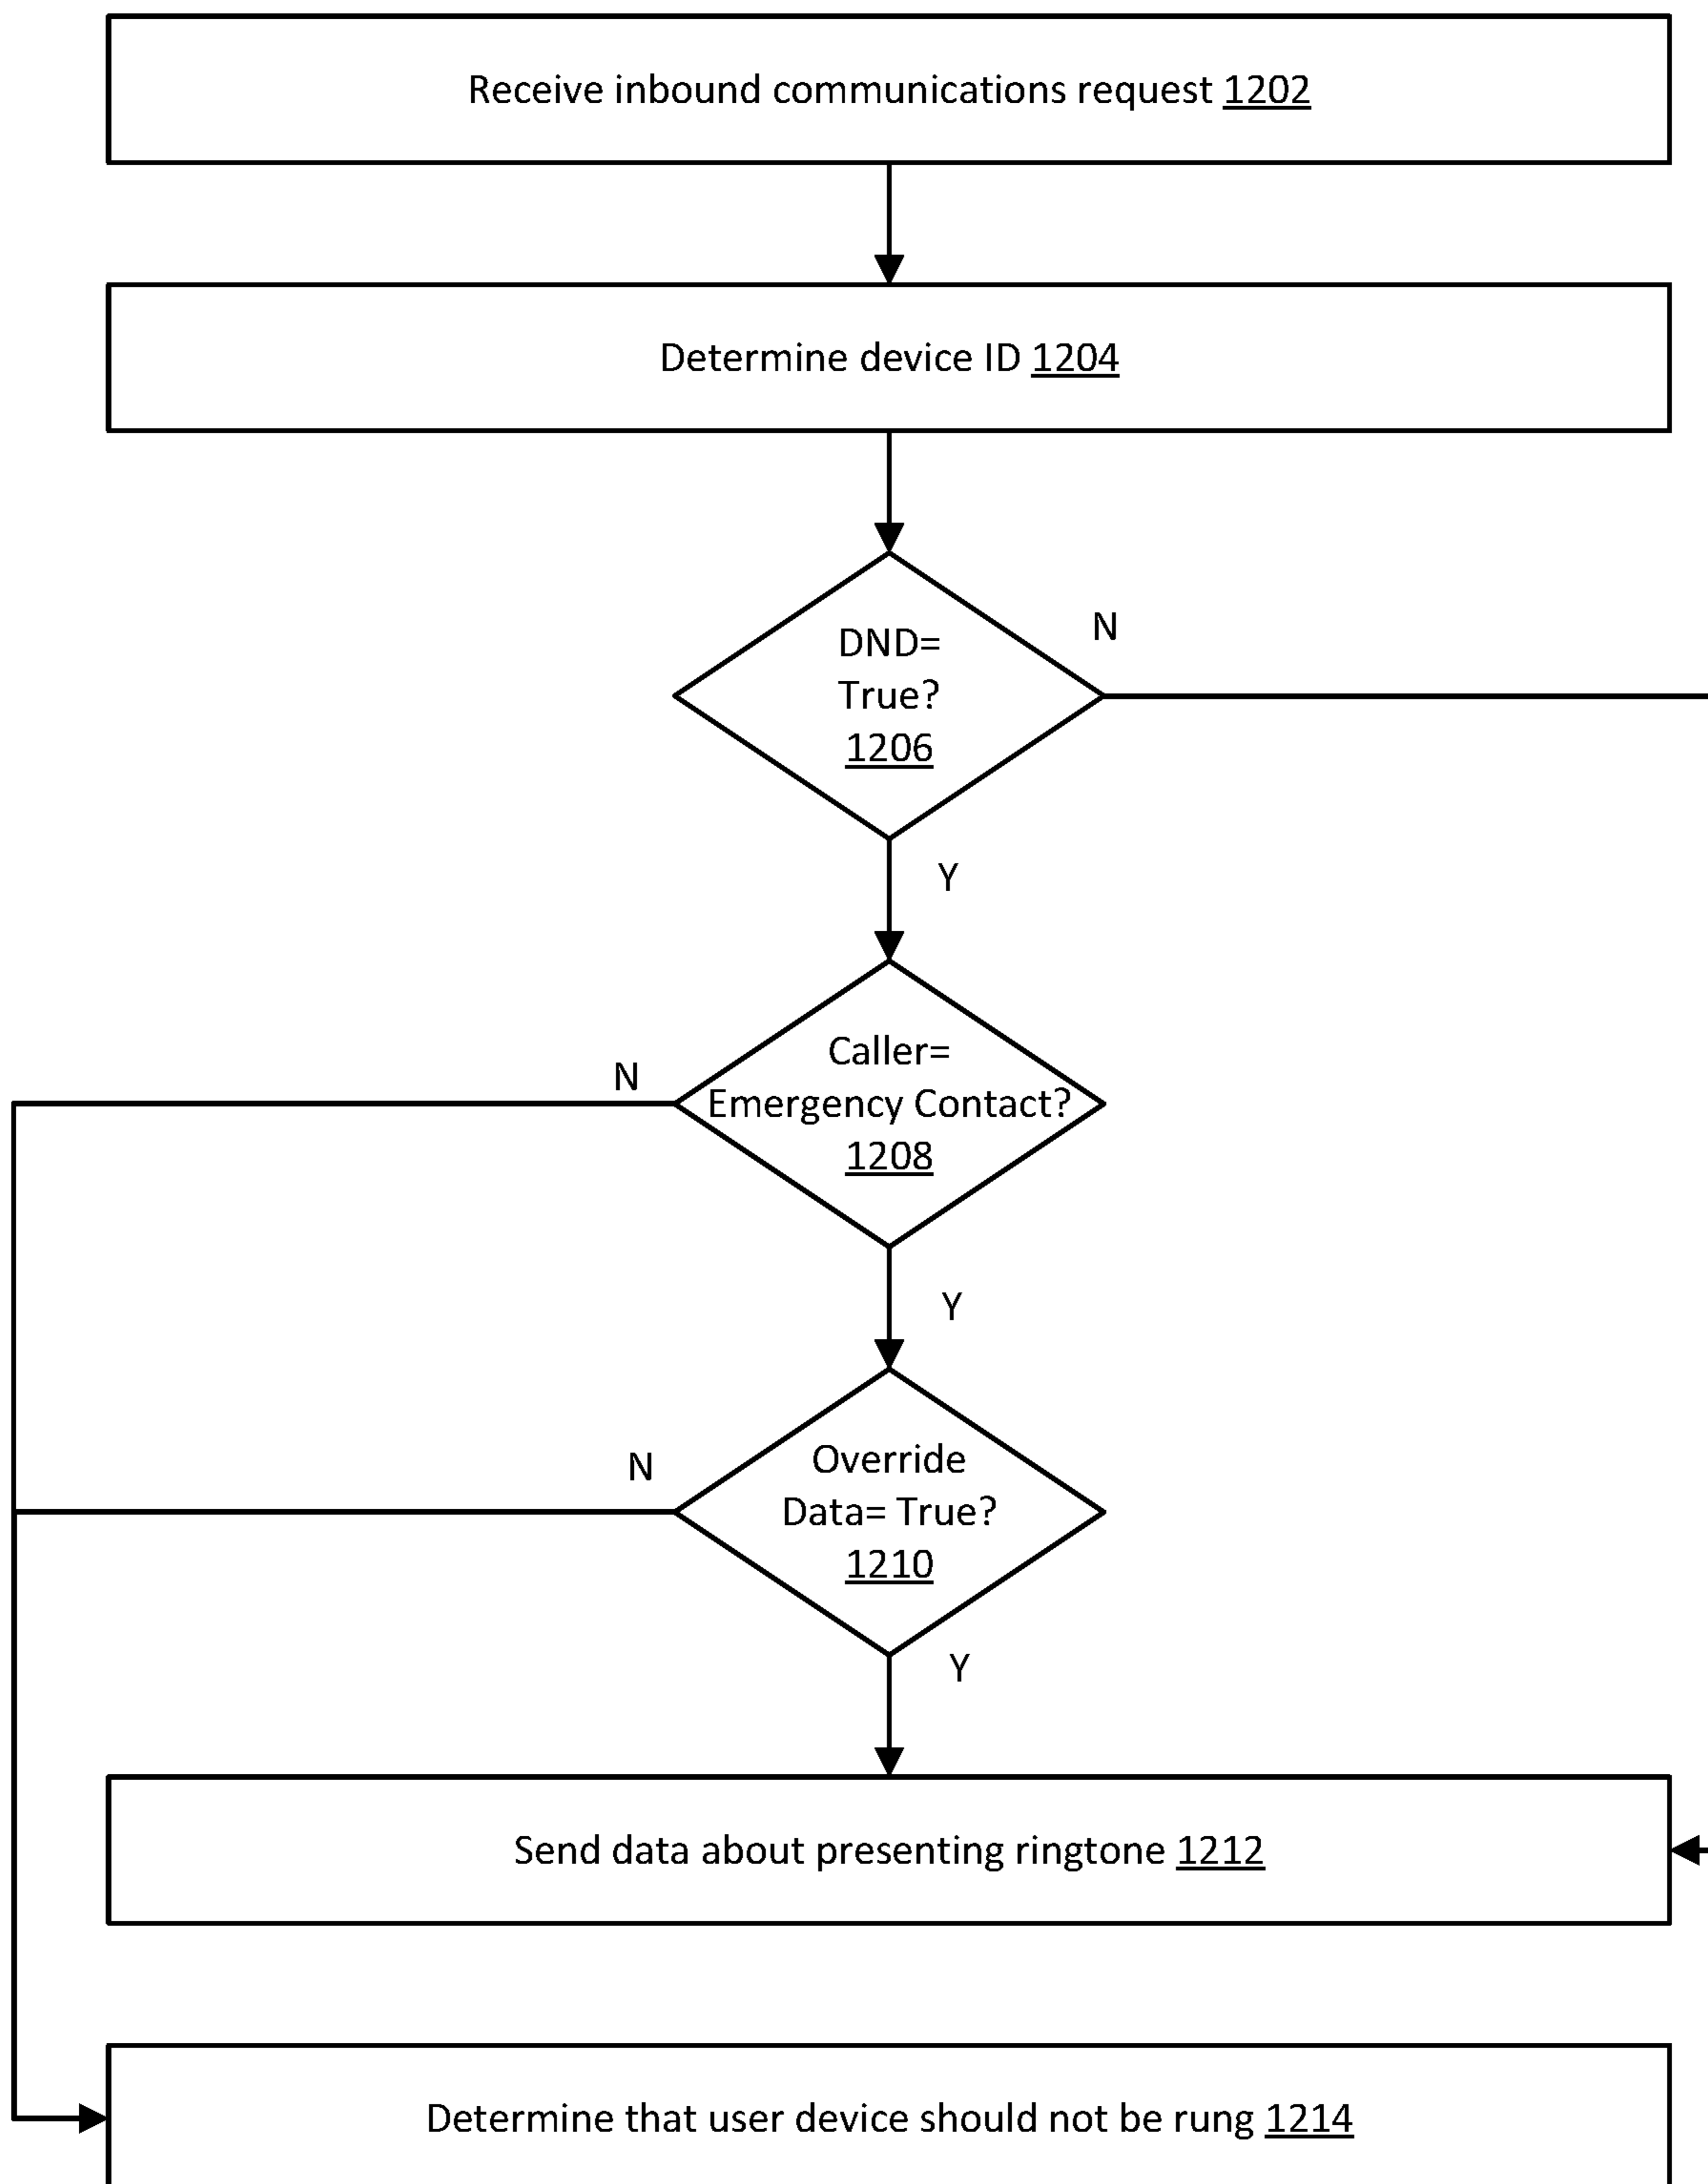 Receive inbound communications request 1202
Determine device ID 1204
DND=
True?
1206
N
Y
Caller=
Emergency Contact?
1208
N
Y
Override
Data= True?
1210
N
Y
Send data about presenting ringtone 1212
Determine that user device should not be rung 1214